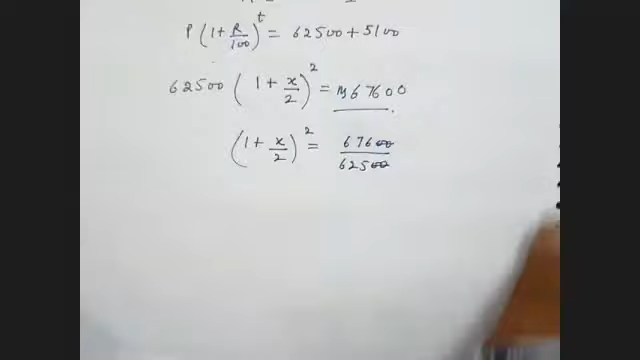 P(1+R/100)^t = 62500+5100
62500 (1+x/2)^2 = 67600
(1+x/2)^2 = 67600/62500